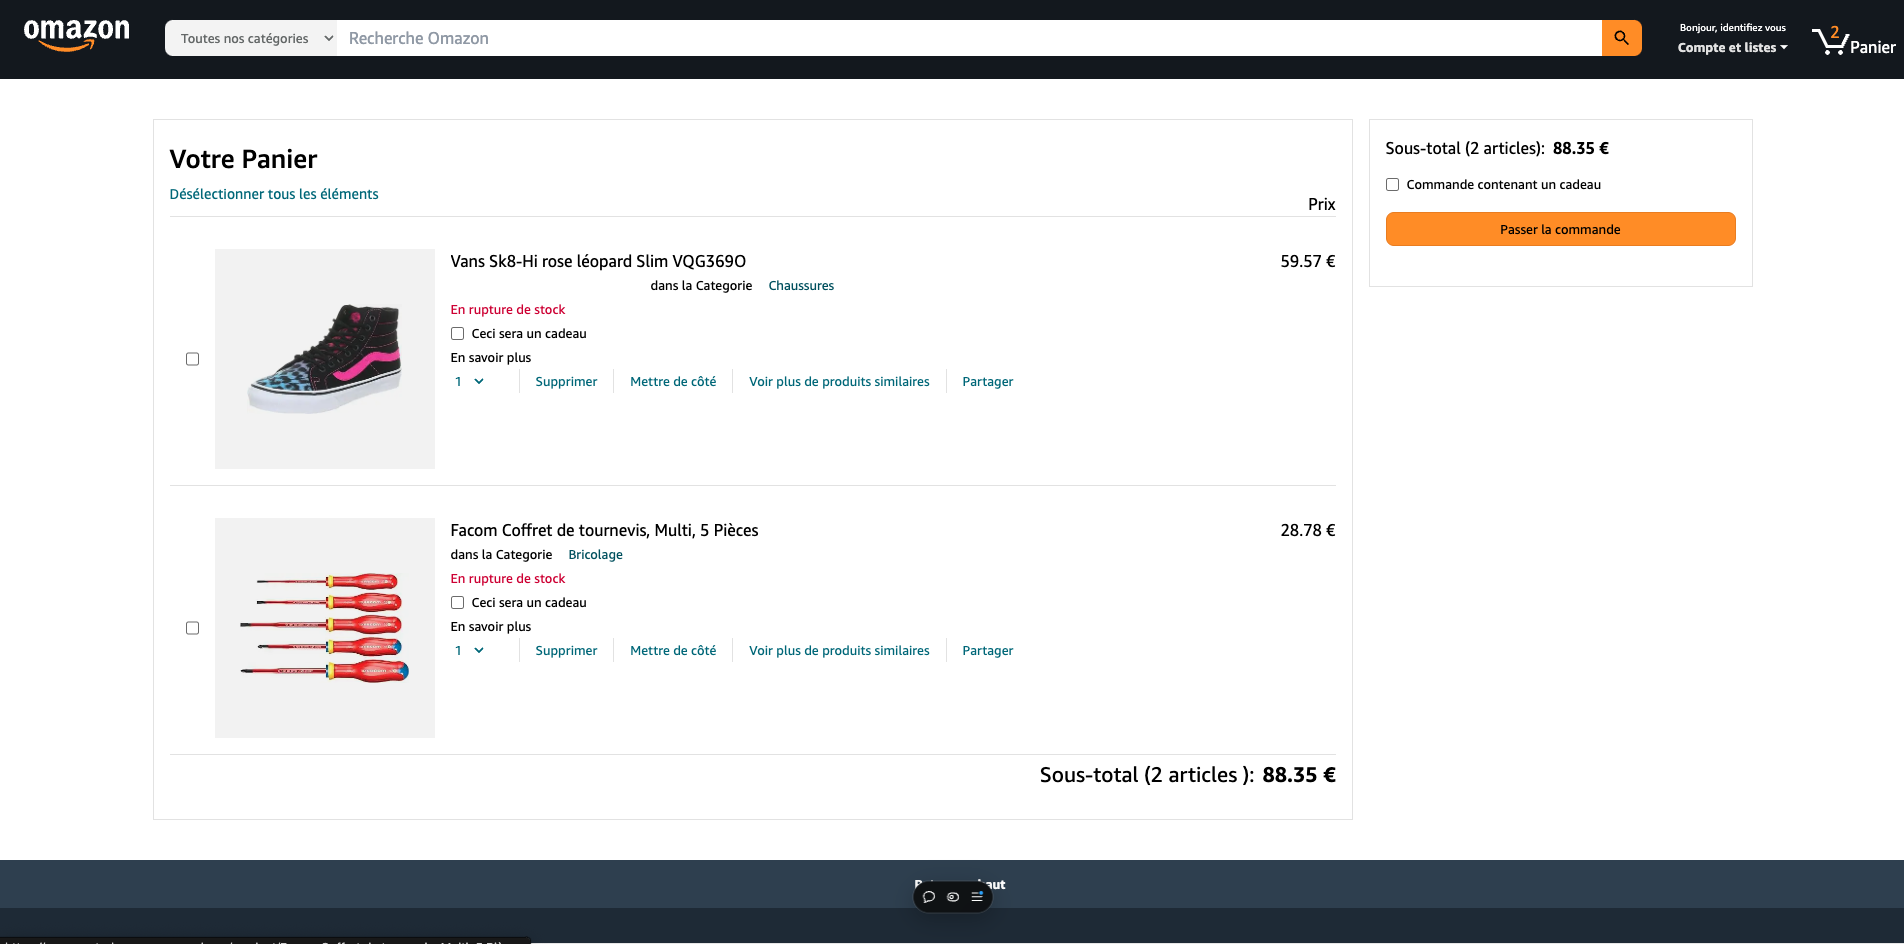 omazon
Toutes nos catégories
Recherche Omazon
Bonjour, identifiez vous
Compte et listes
2
Panier
Votre Panier
Désélectionner tous les éléments
Prix
Vans Sk8-Hi rose léopard Slim VQG369O
59.57 €
dans la Categorie Chaussures
En rupture de stock
Ceci sera un cadeau
En savoir plus
1 Supprimer Mettre de côté Voir plus de produits similaires Partager
Facom Coffret de tournevis, Multi, 5 Pièces
28.78 €
dans la Categorie Bricolage
En rupture de stock
Ceci sera un cadeau
En savoir plus
1 Supprimer Mettre de côté Voir plus de produits similaires Partager
Sous-total (2 articles ): 88.35 €
Sous-total (2 articles): 88.35 €
Commande contenant un cadeau
Passer la commande